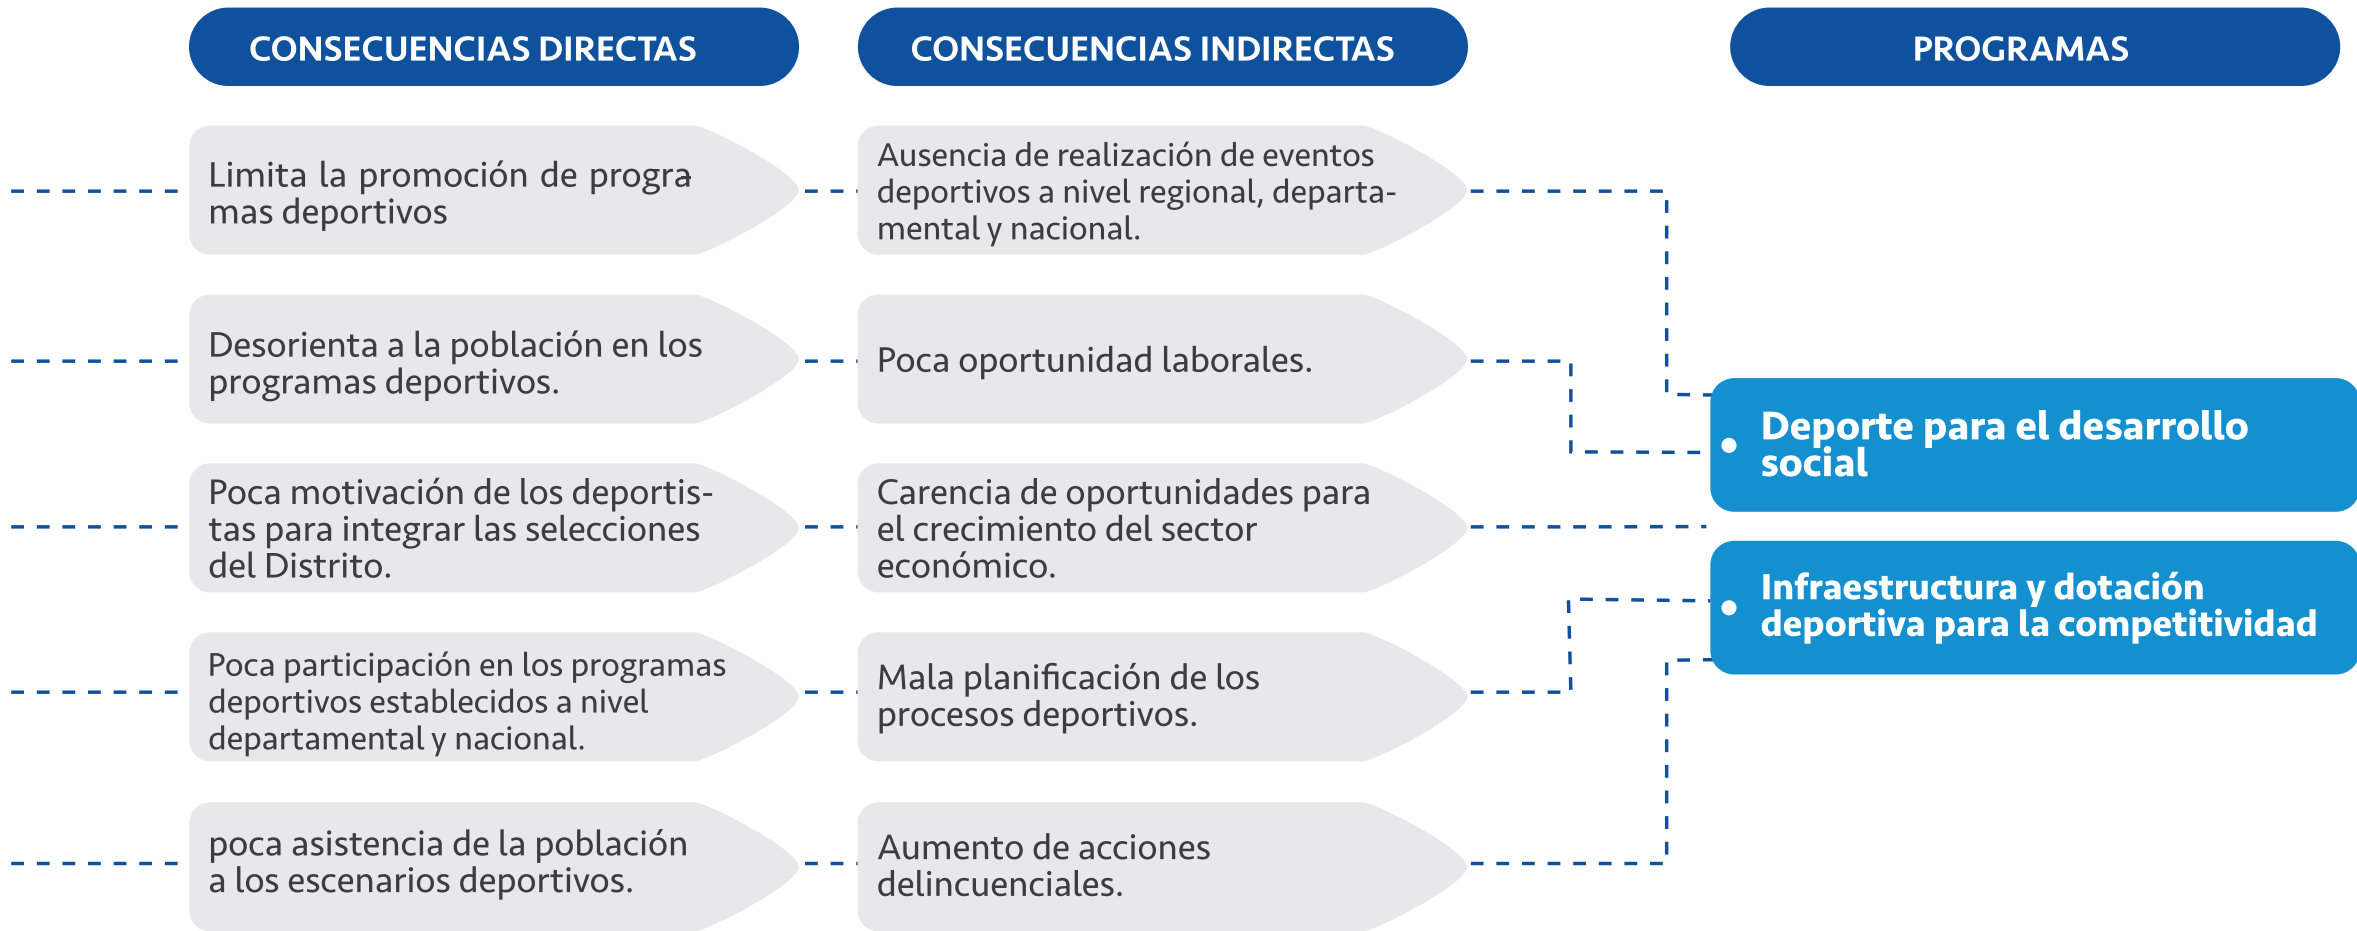 CONSECUENCIAS DIRECTAS
CONSECUENCIAS INDIRECTAS
PROGRAMAS
Limita la promoción de progra-
mas deportivos
Ausencia de realización de eventos
deportivos a nivel regional, departa-
mental y nacional.
Desorienta a la población en los
programas deportivos.
Poca oportunidad laborales.
Poca motivación de los deportis-
tas para integrar las selecciones
del Distrito.
Carencia de oportunidades para
el crecimiento del sector
económico.
Poca participación en los programas
deportivos establecidos a nivel
departamental y nacional.
Mala planificación de los
procesos deportivos.
poca asistencia de la población
a los escenarios deportivos.
Aumento de acciones
delincuenciales.
• Deporte para el desarrollo
social
• Infraestructura y dotación
deportiva para la competitividad